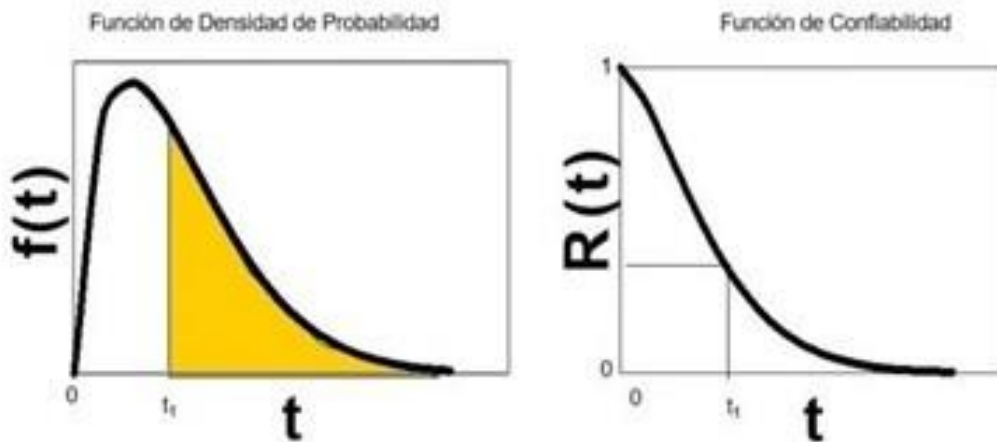 Función de Densidad de Probabilidad
f(t)
0
t₁
t
Función de Confiabilidad
1
R(t)
0
0
t₁
t